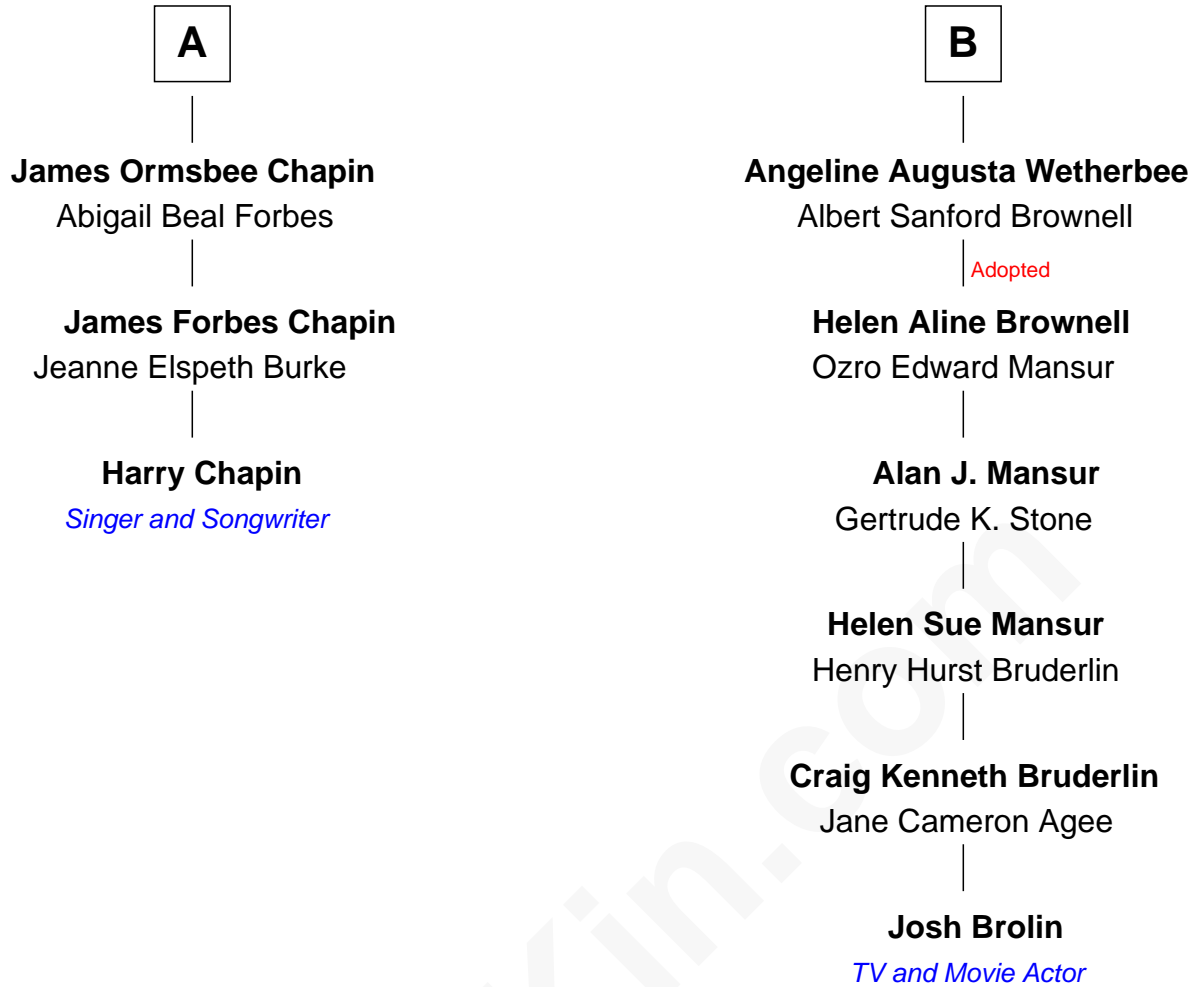 A
James Ormsbee Chapin
Abigail Beal Forbes
James Forbes Chapin
Jeanne Elspeth Burke
Harry Chapin
Singer and Songwriter
B
Angeline Augusta Wetherbee
Albert Sanford Brownell
Adopted
Helen Aline Brownell
Ozro Edward Mansur
Alan J. Mansur
Gertrude K. Stone
Helen Sue Mansur
Henry Hurst Bruderlin
Craig Kenneth Bruderlin
Jane Cameron Agee
Josh Brolin
TV and Movie Actor
Kin.com